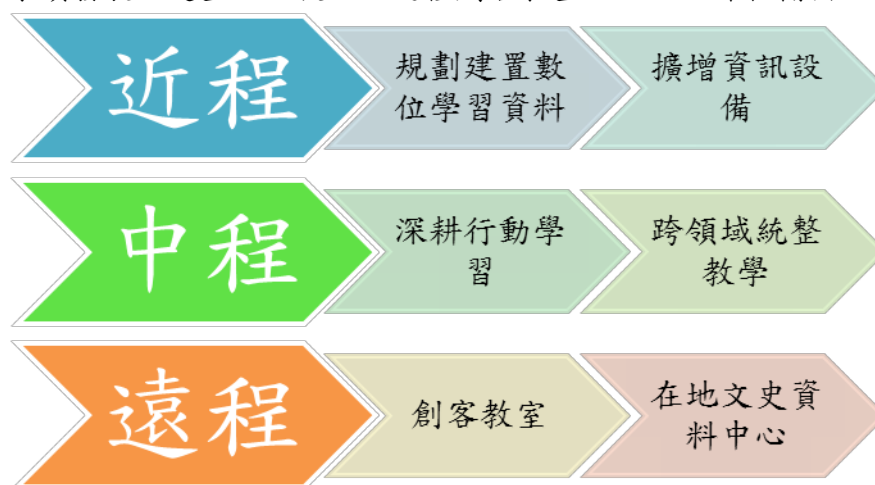 近程
規劃建置數
位學習資料
擴增資訊設
備
中程
深耕行動學
習
跨領域統整
教學
遠程
創客教室
在地文史資
料中心